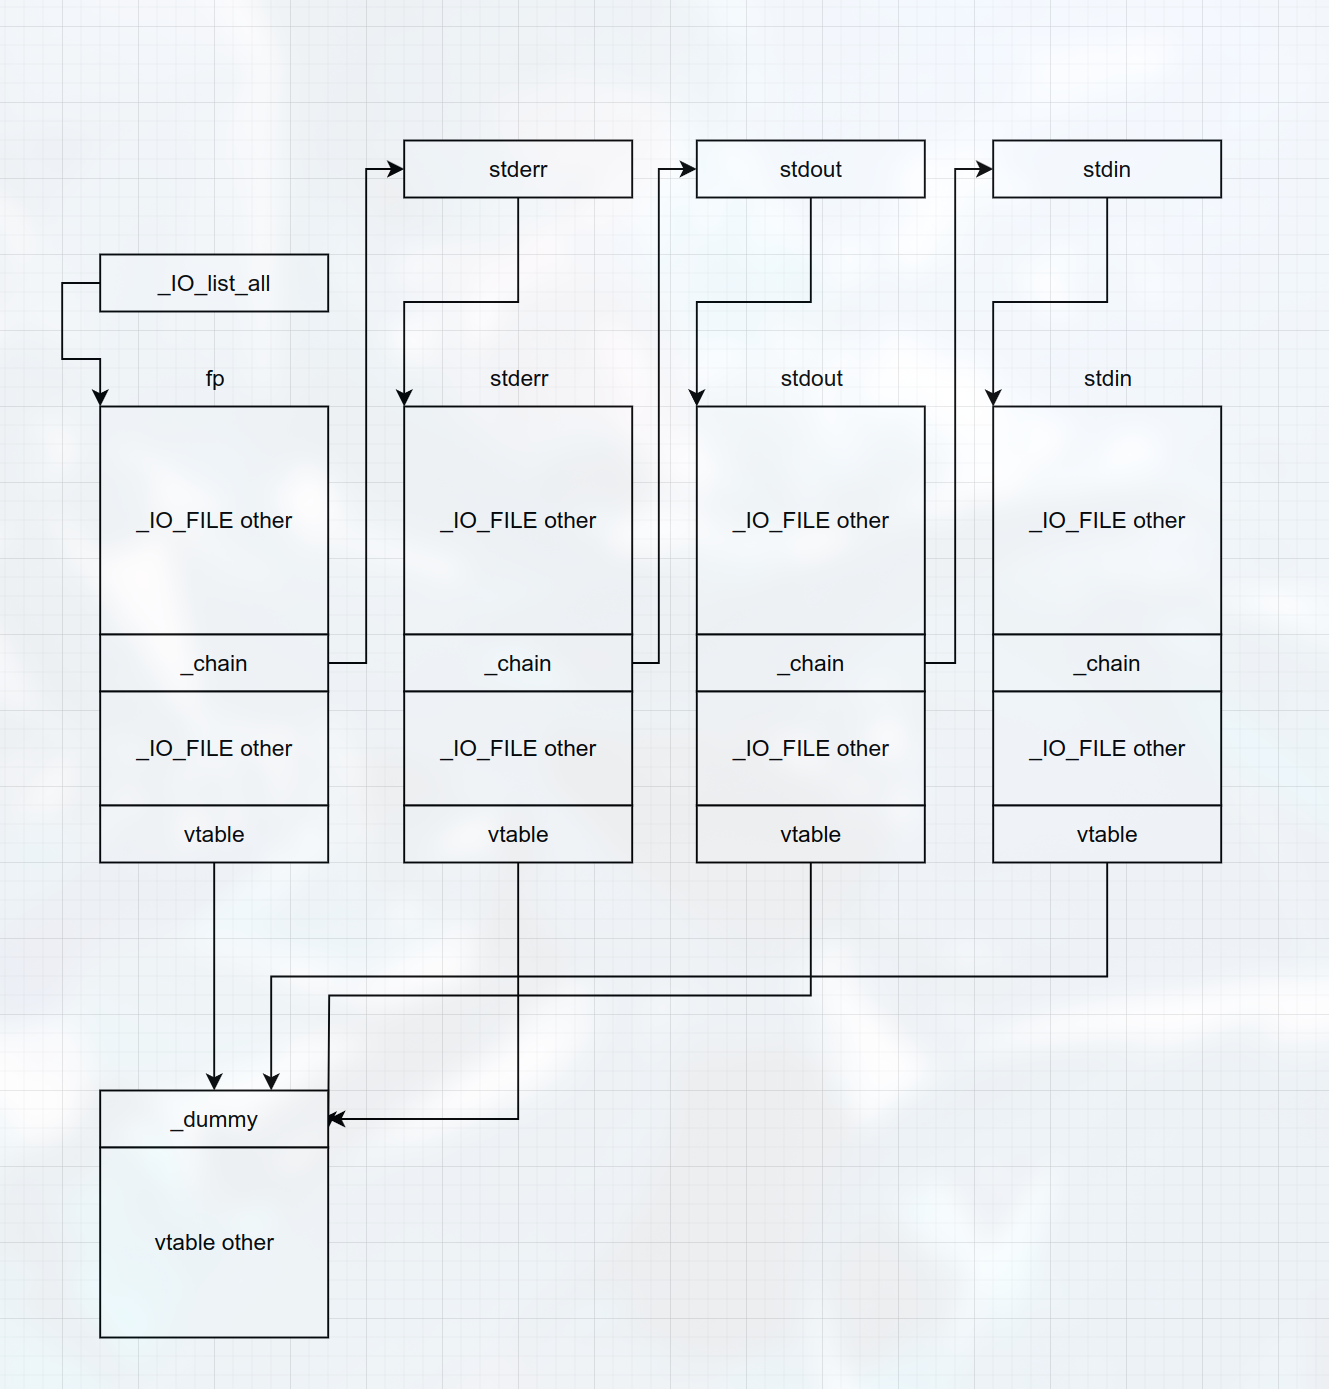 stderr
stdout
stdin
_IO_list_all
fp
stderr
stdout
stdin
_IO_FILE other
_IO_FILE other
_IO_FILE other
_IO_FILE other
_chain
_chain
_chain
_chain
_IO_FILE other
_IO_FILE other
_IO_FILE other
_IO_FILE other
vtable
vtable
vtable
vtable
_dummy
vtable other